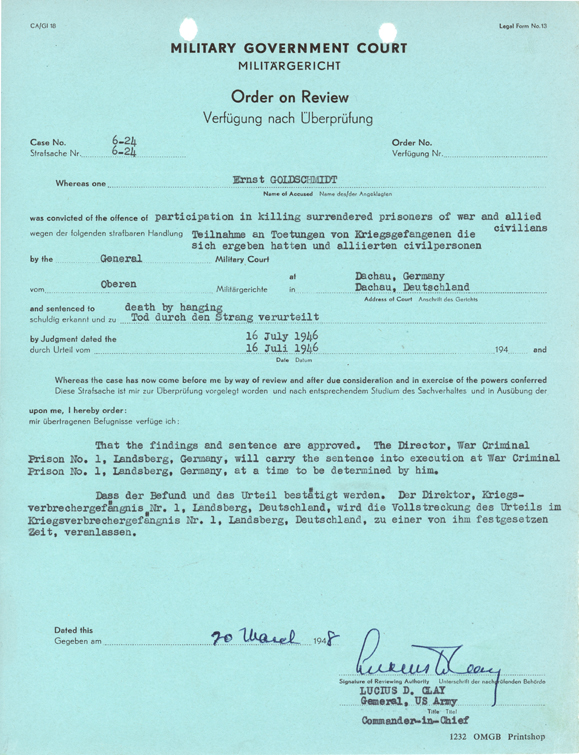 CA/GI 18
Legal Form No.13
MILITARY GOVERNMENT COURT
MILITÄRGERICHT
Order on Review
Verfügung nach Überprüfung
Case No. 6-24
Strafsache Nr. 6-24
Order No.
Verfügung Nr.
Whereas one Ernst GOLDSCHMIDT
Name of Accused Name des/der Angeklagten
was convicted of the offence of participation in killing surrendered prisoners of war and allied
civilians
wegen der folgenden strafbaren Handlung Teilnahme an Toetungen von Kriegsgefangenen die
sich ergeben hatten und alliierten civilpersonen
by the General Military Court
at Dachau, Germany
vom Oberen Militärgerichte in Dachau, Deutschland
Address of Court Anschrift des Gerichts
and sentenced to death by hanging
schuldig erkannt und zu Tod durch den Strang verurteilt
by Judgment dated the 16 July 1946
durch Urteil vom 16 Juli 1946 194 and
Date Datum
Whereas the case has now come before me by way of review and after due consideration and in exercise of the powers conferred
Diese Strafsache ist mir zur Überprüfung vorgelegt worden und nach entsprechendem Studium des Sachverhaltes und in Ausübung der
upon me, I hereby order:
mir übertragenen Befugnisse verfüge ich:
That the findings and sentence are approved. The Director, War Criminal
Prison No. 1, Landsberg, Germany, will carry the sentence into execution at War Criminal
Prison No. 1, Landsberg, Germany, at a time to be determined by him.
Dass der Befund und das Urteil bestätigt werden. Der Direktor, Kriegs-
verbrechergefängnis Nr. 1, Landsberg, Deutschland, wird die Vollstreckung des Urteils im
Kriegsverbrechergefängnis Nr. 1, Landsberg, Deutschland, zu einer von ihm festgesetzen
Zeit, veranlassen.
Dated this
Gegeben am 20 March 1948
Lucius D Clay
Signature of Reviewing Authority Unterschrift der nachprüfenden Behörde
LUCIUS D. CLAY
General, US Army
Title Titel
Commander-in-Chief
1232 OMGB Printshop